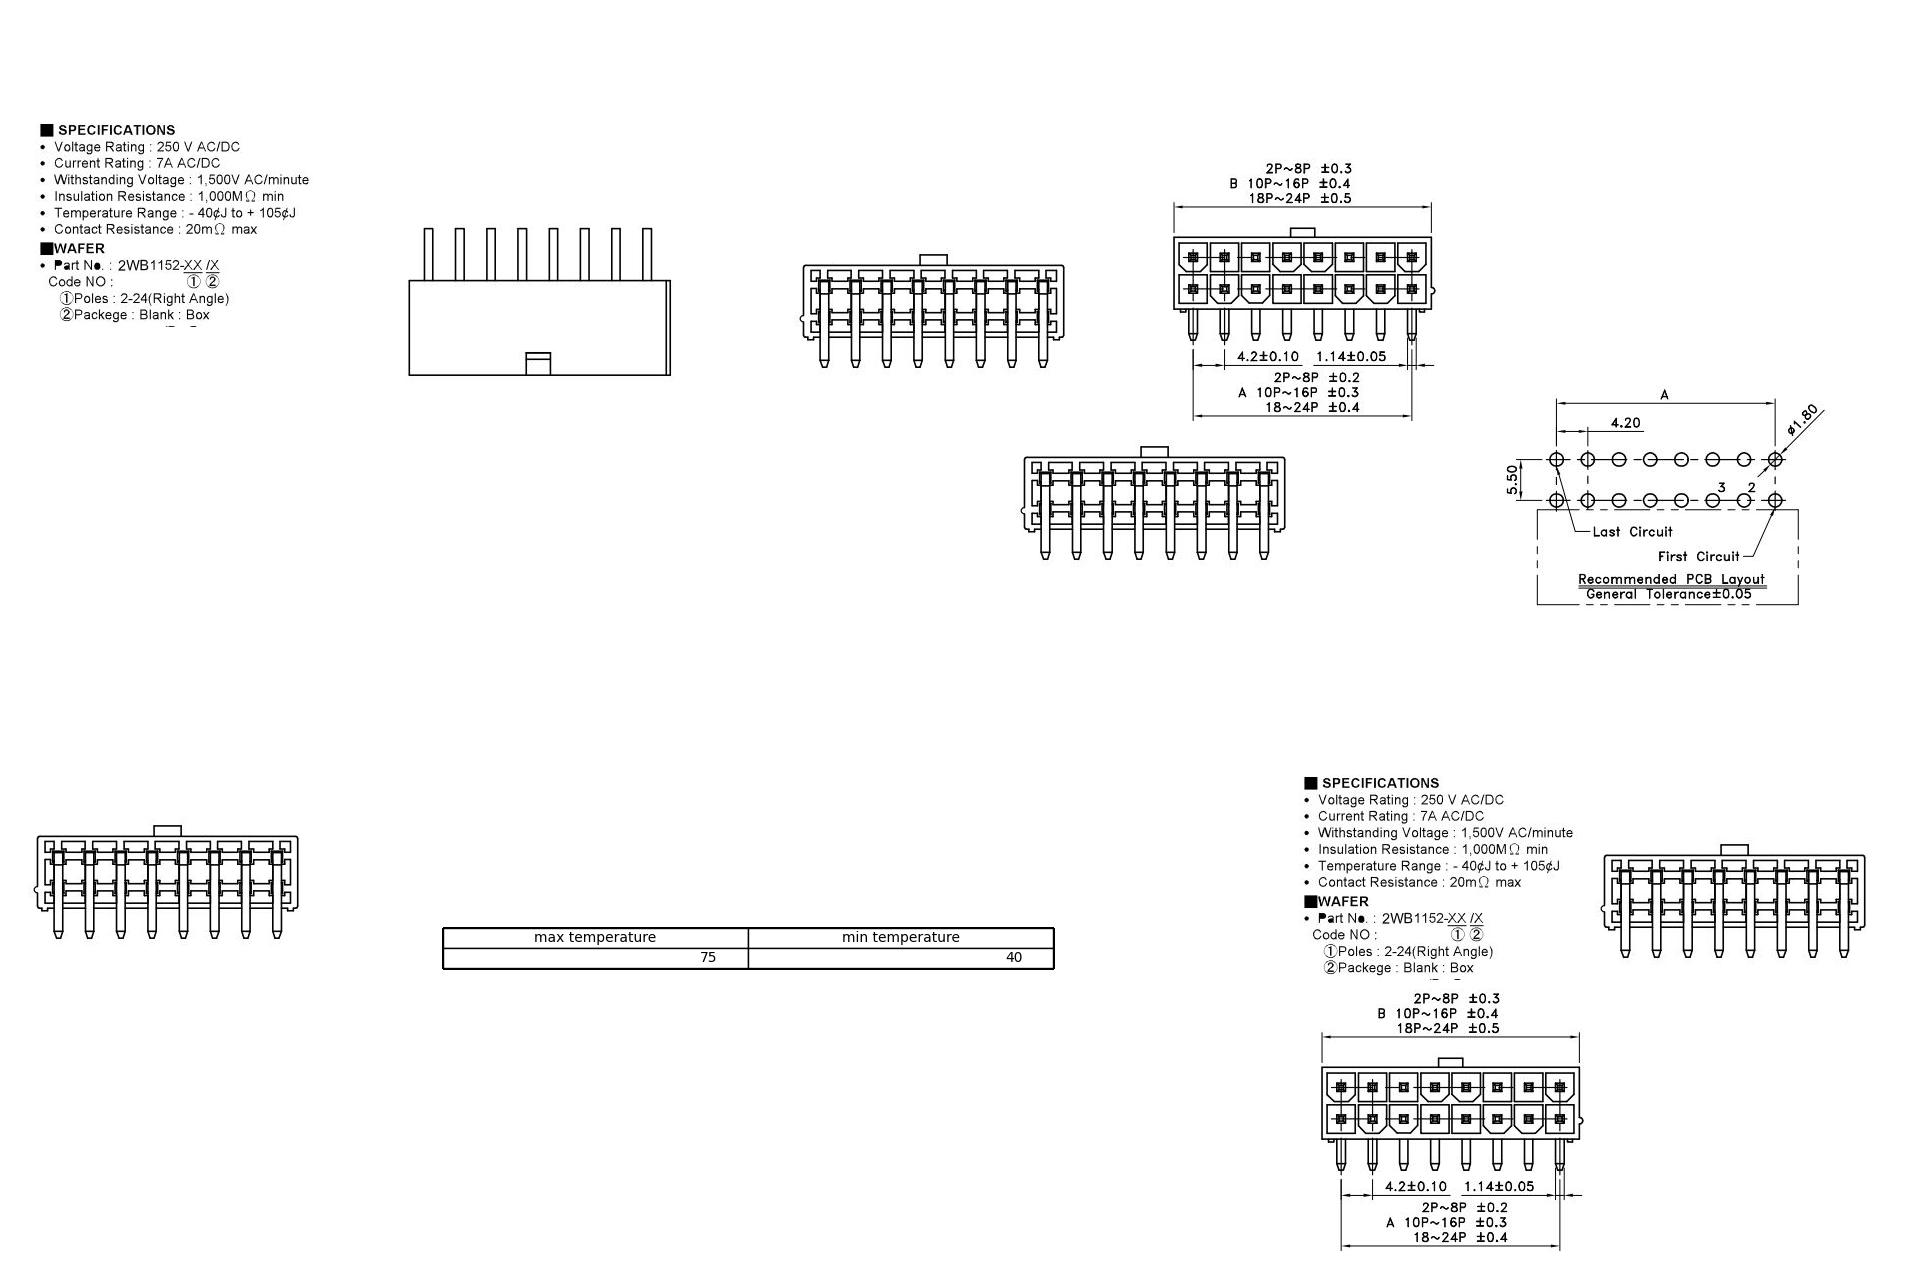 ■ SPECIFICATIONS
• Voltage Rating : 250 V AC/DC
• Current Rating : 7A AC/DC
• Withstanding Voltage : 1,500V AC/minute
• Insulation Resistance : 1,000MΩ min
• Temperature Range : - 40¢J to + 105¢J
• Contact Resistance : 20mΩ max
■WAFER
• Part No. : 2WB1152-XX /X
Code NO : ① ②
①Poles : 2-24(Right Angle)
②Packege : Blank : Box
2P~8P ±0.3
B 10P~16P ±0.4
18P~24P ±0.5
4.2±0.10 1.14±0.05
2P~8P ±0.2
A 10P~16P ±0.3
18~24P ±0.4
A
4.20
ø1.80
5.50
3 2
Last Circuit
First Circuit
Recommended PCB Layout
General Tolerance±0.05
max temperature min temperature
75 40
■ SPECIFICATIONS
• Voltage Rating : 250 V AC/DC
• Current Rating : 7A AC/DC
• Withstanding Voltage : 1,500V AC/minute
• Insulation Resistance : 1,000MΩ min
• Temperature Range : - 40¢J to + 105¢J
• Contact Resistance : 20mΩ max
■WAFER
• Part No. : 2WB1152-XX /X
Code NO : ① ②
①Poles : 2-24(Right Angle)
②Packege : Blank : Box
2P~8P ±0.3
B 10P~16P ±0.4
18P~24P ±0.5
4.2±0.10 1.14±0.05
2P~8P ±0.2
A 10P~16P ±0.3
18~24P ±0.4